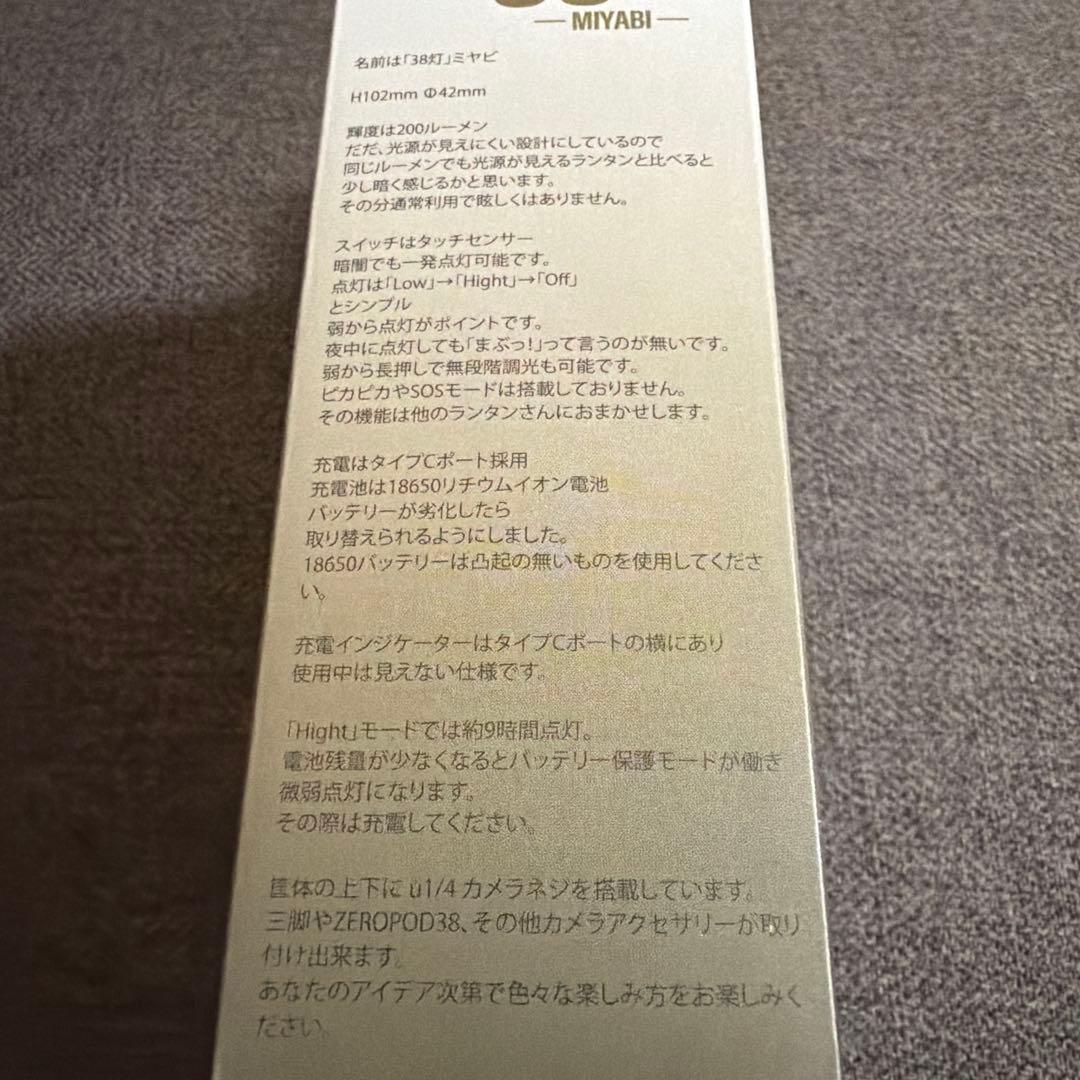 MIYABI
名前は「38灯」ミヤビ
H102mm Φ42mm
輝度は200ルーメン
だだ、光源が見えにくい設計にしているので
同じルーメンでも光源が見えるランタンと比べると
少し暗く感じるかと思います。
その分通常利用で眩しくはありません。
スイッチはタッチセンサー
暗闇でも一発点灯可能です。
点灯は「Low」→「Hight」→「Off」
とシンプル
弱から点灯がポイントです。
夜中に点灯しても「まぶっ!」って言うのが無いです。
弱から長押しで無段階調光も可能です。
ピカピカやSOSモードは搭載しておりません。
その機能は他のランタンさんにおまかせします。
充電はタイプCポート採用
充電池は18650リチウムイオン電池
バッテリーが劣化したら
取り替えられるようにしました。
18650バッテリーは凸起の無いものを使用してくださ
い。
充電インジケーターはタイプCポートの横にあり
使用中は見えない仕様です。
「Hight」モードでは約9時間点灯。
電池残量が少なくなるとバッテリー保護モードが働き
微弱点灯になります。
その際は充電してください。
筐体の上下に u1/4 カメラネジを搭載しています。
三脚やZEROPOD38、その他カメラアクセサリーが取り
付け出来ます。
あなたのアイデア次第で色々な楽しみ方をお楽しみく
ださい。